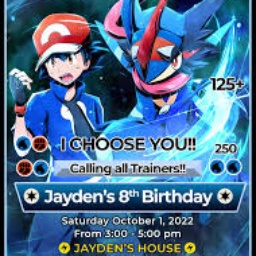 125+
I CHOOSE YOU!!
250
Calling all Trainers!!
Jayden's 8th Birthday
Saturday October 1, 2022
From 3:00 - 5:00 pm
JAYDEN'S HOUSE